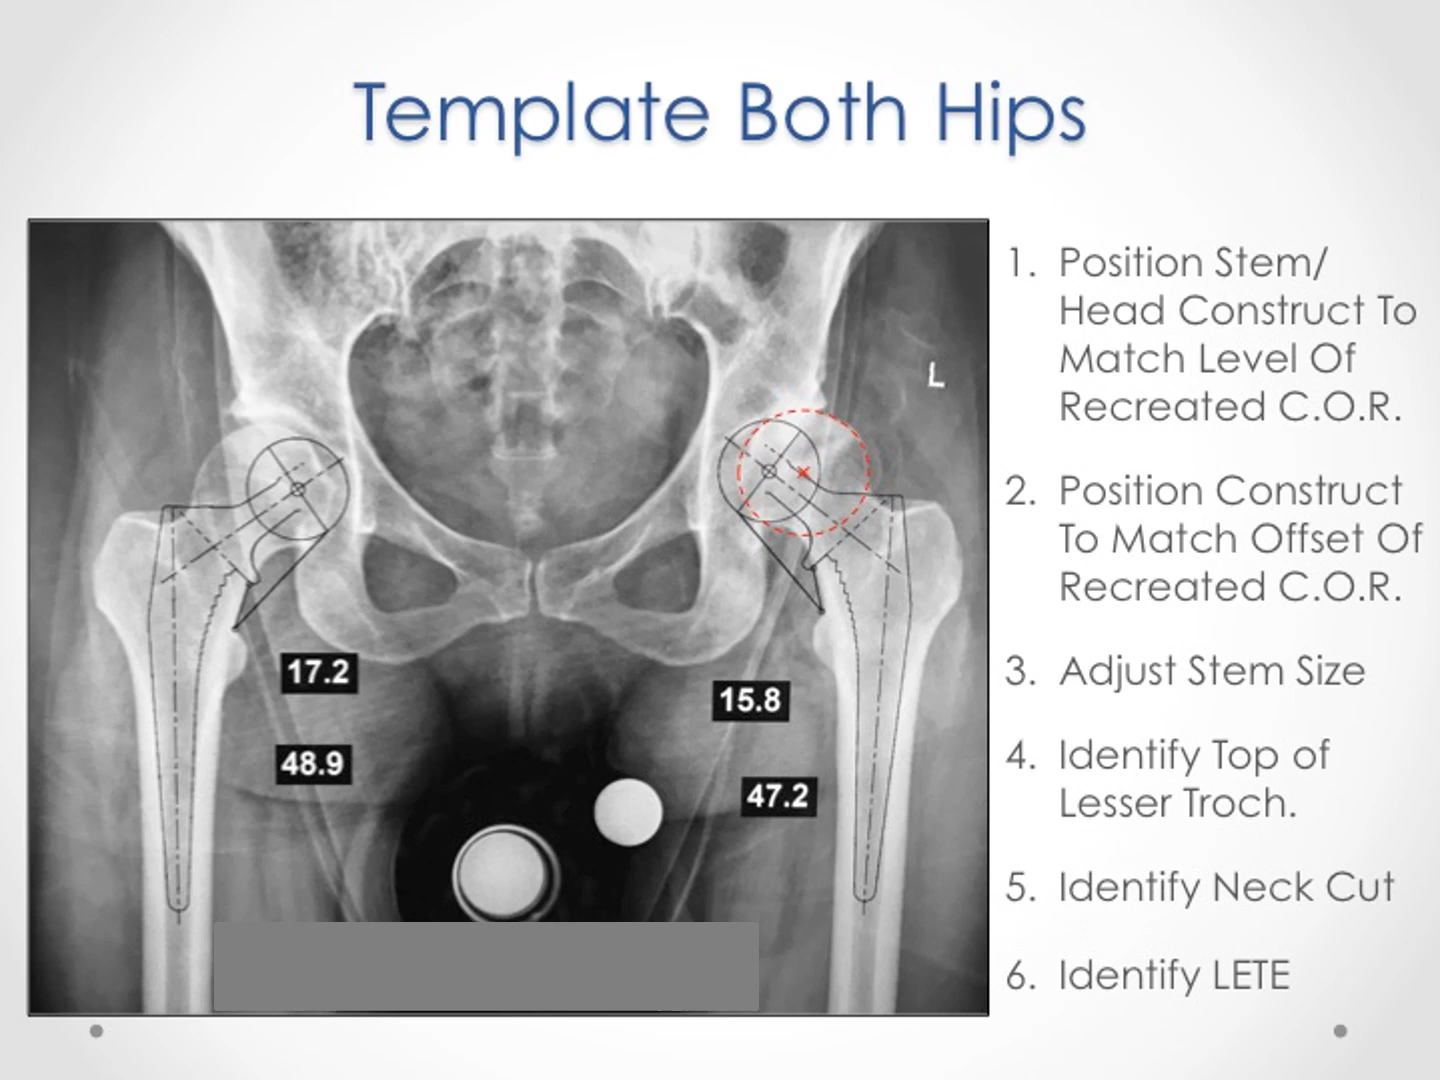 Template Both Hips
L
17.2
15.8
48.9
47.2
1. Position Stem/
Head Construct To
Match Level Of
Recreated C.O.R.
2. Position Construct
To Match Offset Of
Recreated C.O.R.
3. Adjust Stem Size
4. Identify Top of
Lesser Troch.
5. Identify Neck Cut
6. Identify LETE